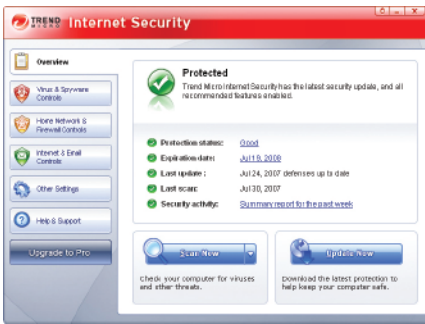 TREND MICRO Internet Security
Overview
Virus & Spyware Controls
Home Network & Firewall Controls
Internet & Email Controls
Other Settings
Help & Support
Upgrade to Pro
Protected
Trend Micro Internet Security has the latest security update, and all
recommended features enabled.
Protection status: Good
Expiration date: Jul 19, 2008
Last update : Jul 24, 2007 defenses up to date
Last scan: Jul 30, 2007
Security activity: Summary report for the past week
Scan Now
Check your computer for viruses
and other threats.
Update Now
Download the latest protection to
help keep your computer safe.